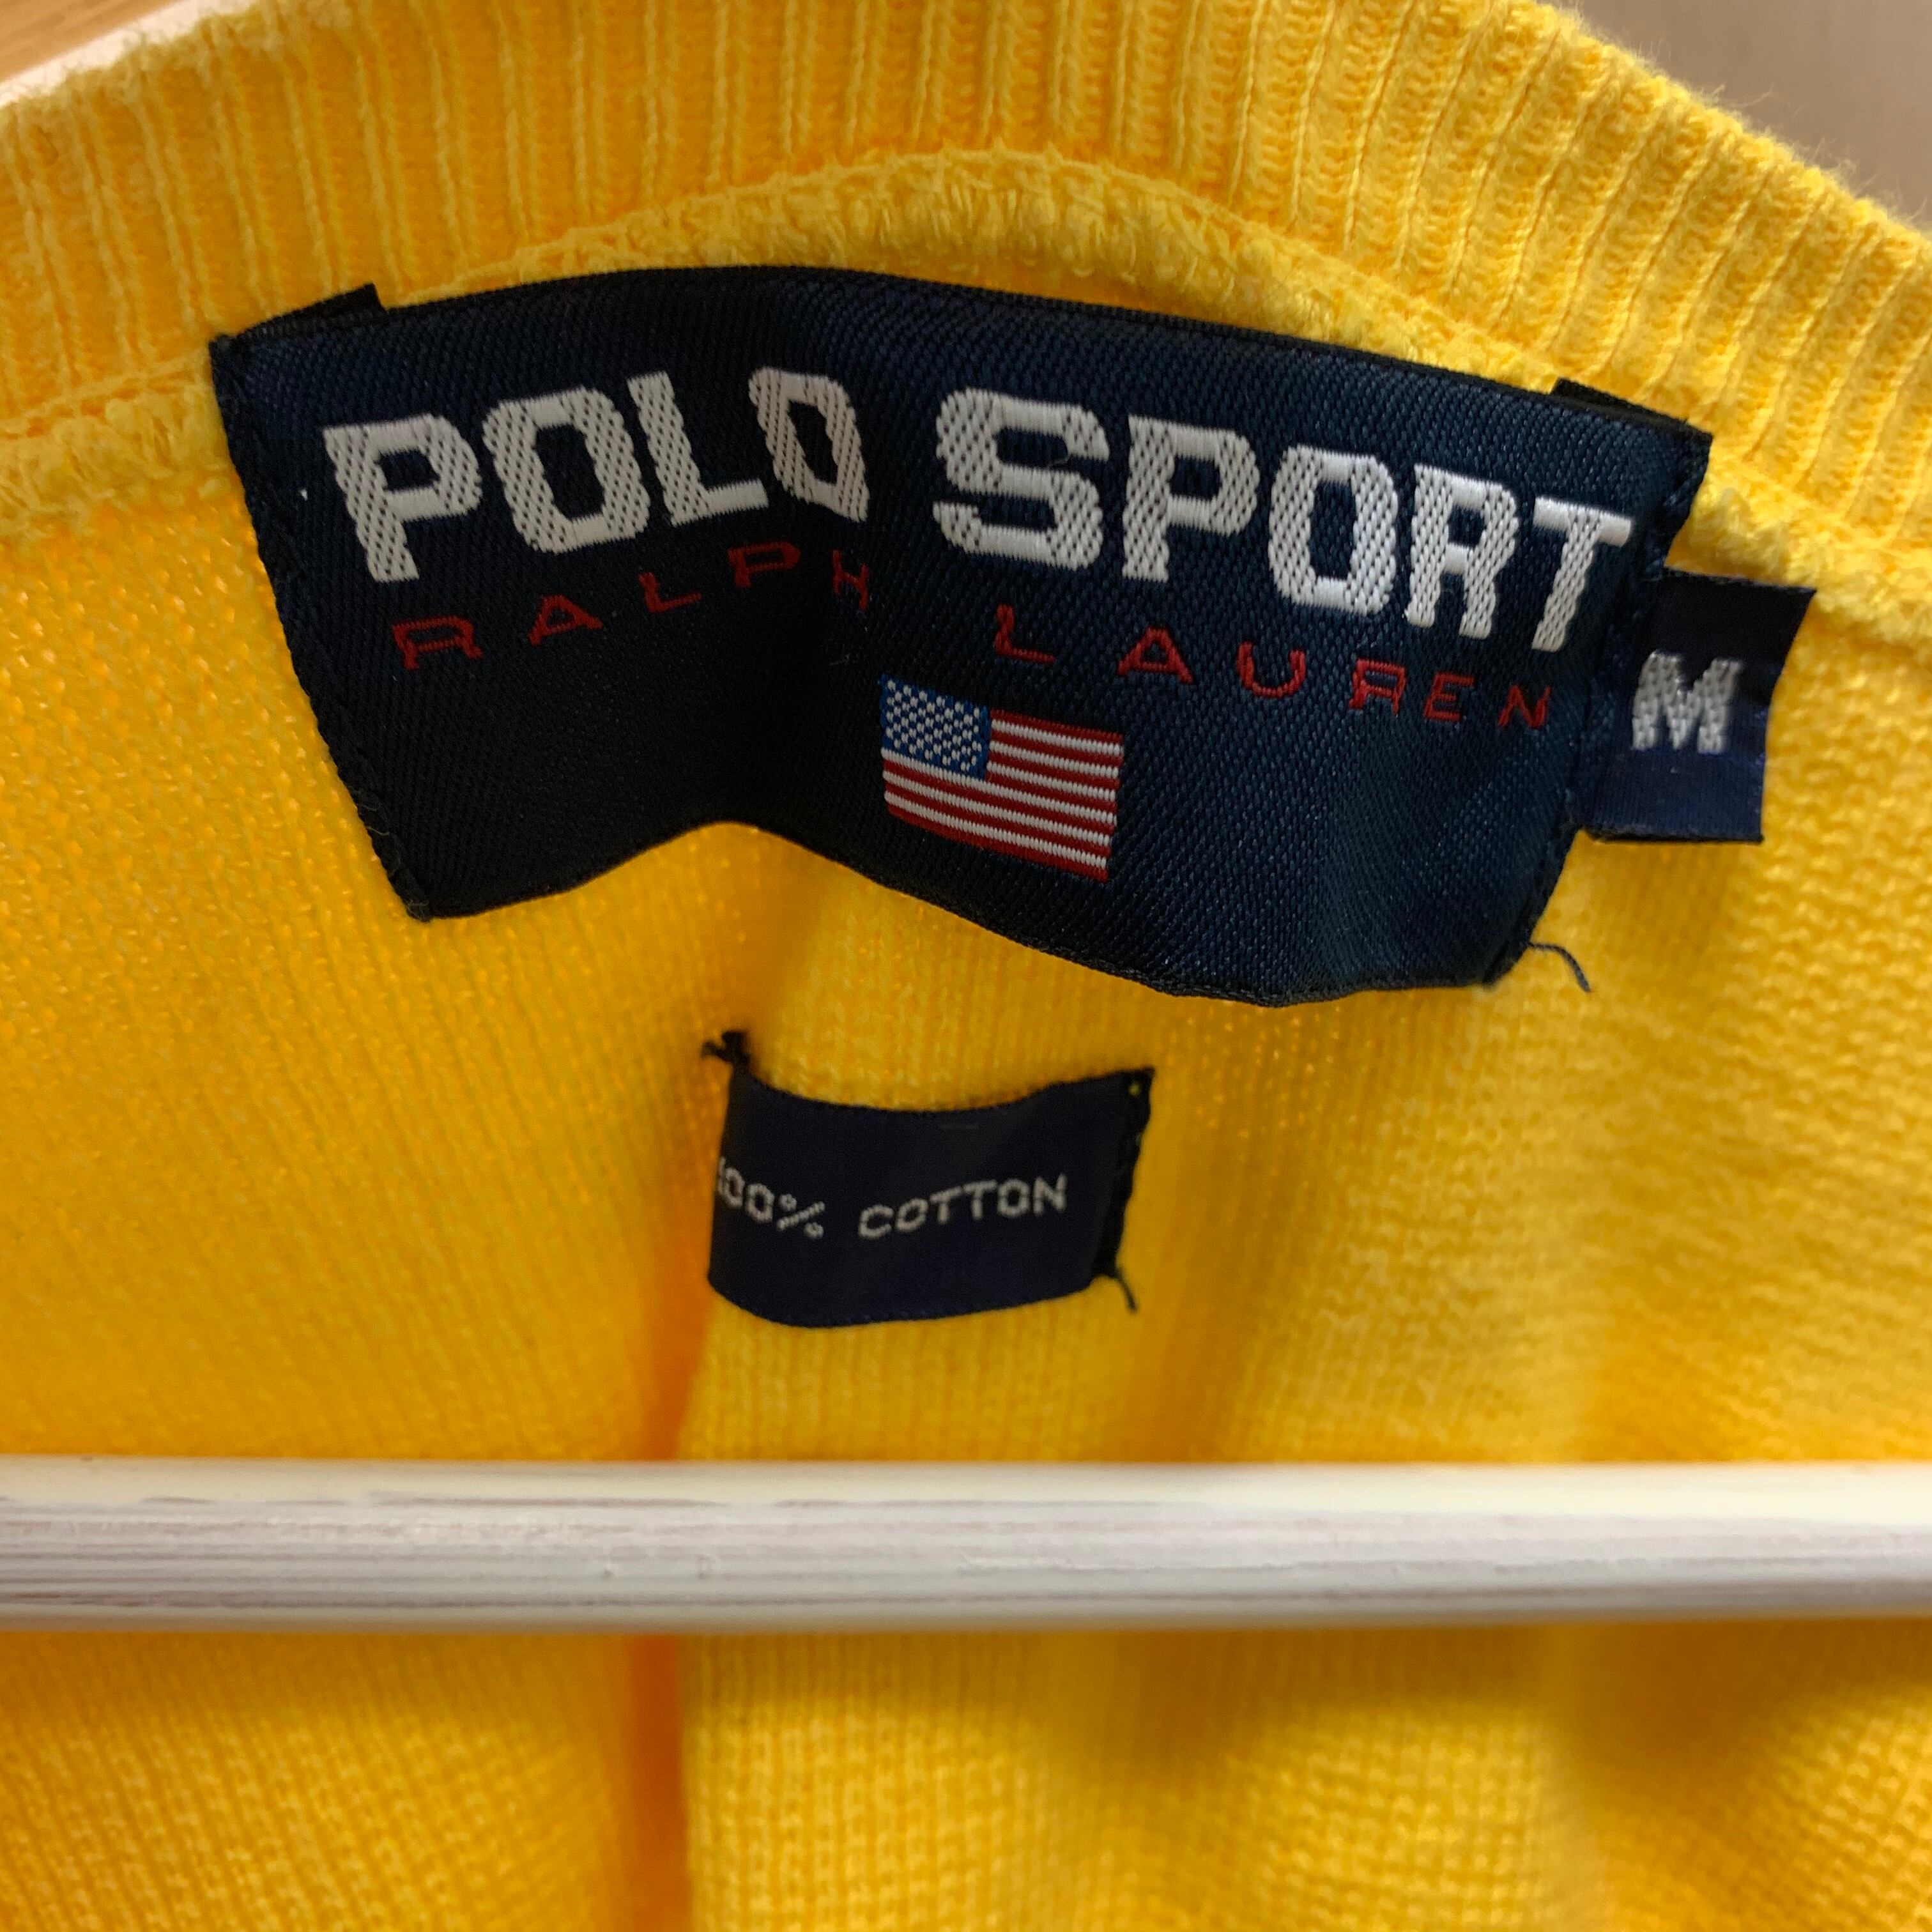 POLO SPORT
RALPH LAUREN
M
100% COTTON